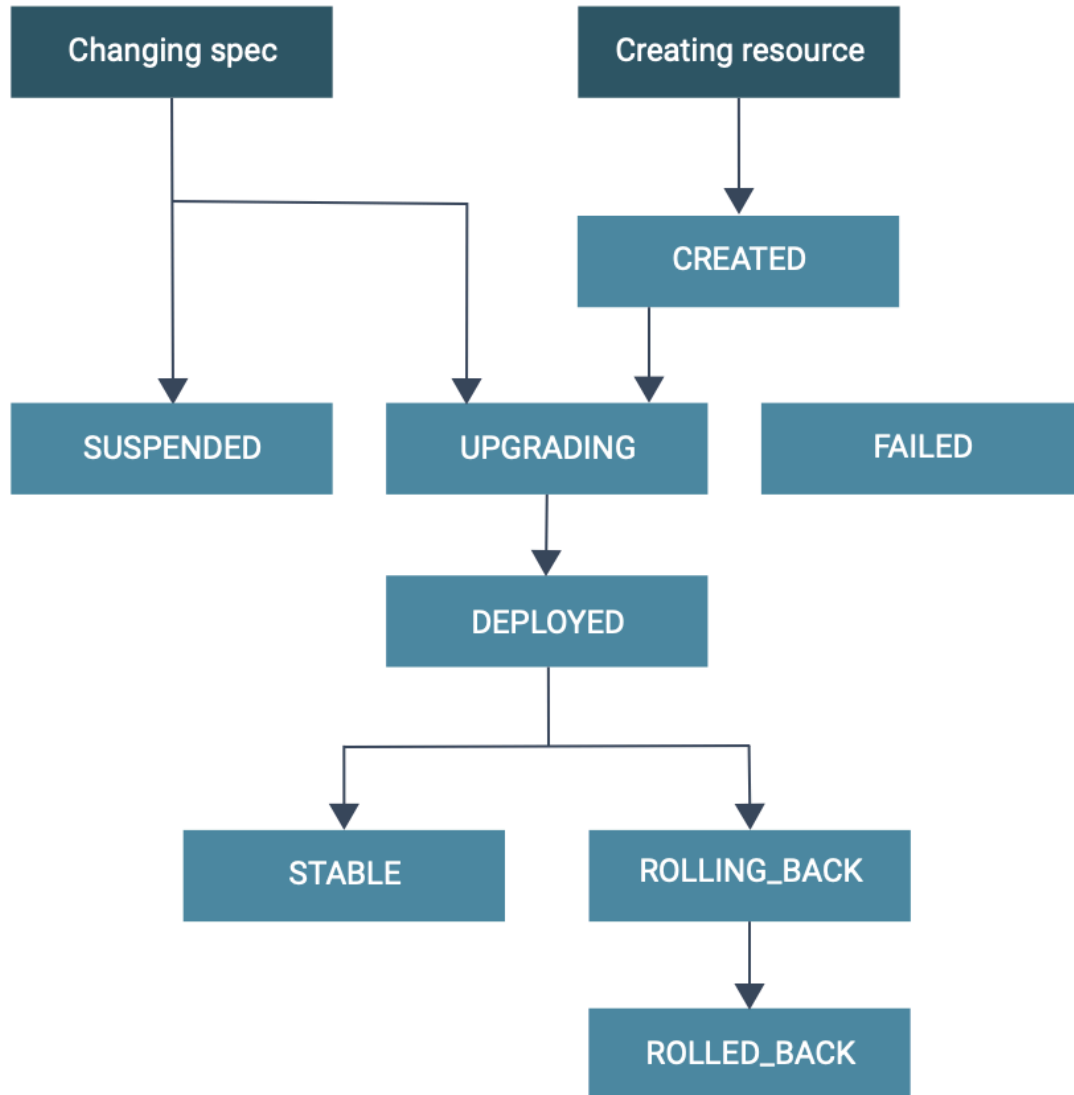 Changing spec
Creating resource
CREATED
SUSPENDED
UPGRADING
FAILED
DEPLOYED
STABLE
ROLLING_BACK
ROLLED_BACK